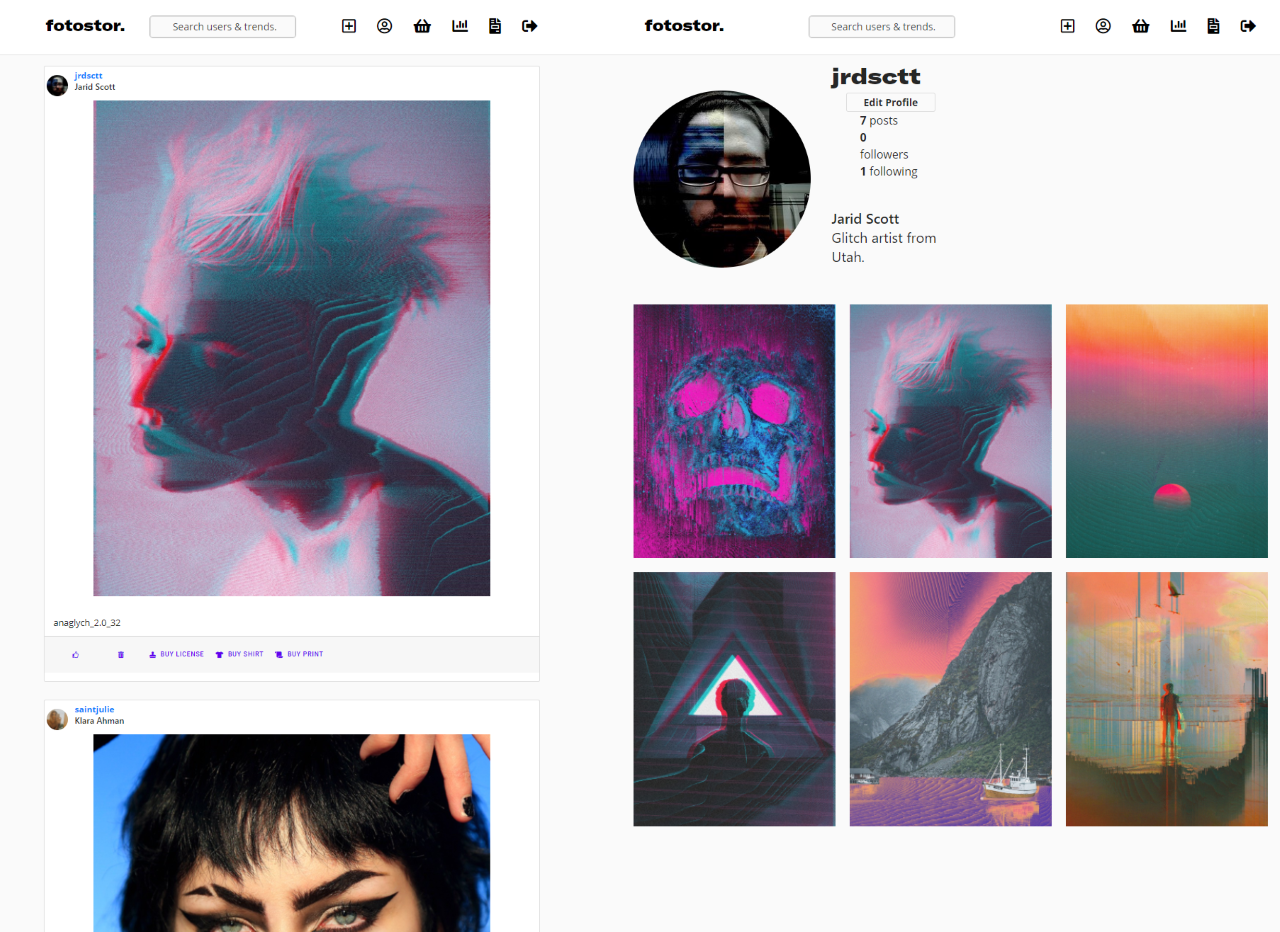 fotostor.
Search users & trends.
jrdsctt
Jarid Scott
anaglych_2.0_32
BUY LICENSE
BUY SHIRT
BUY PRINT
saintjulie
Klara Ahman
fotostor.
Search users & trends.
jrdsctt
Edit Profile
7 posts
0
followers
1 following
Jarid Scott
Glitch artist from
Utah.